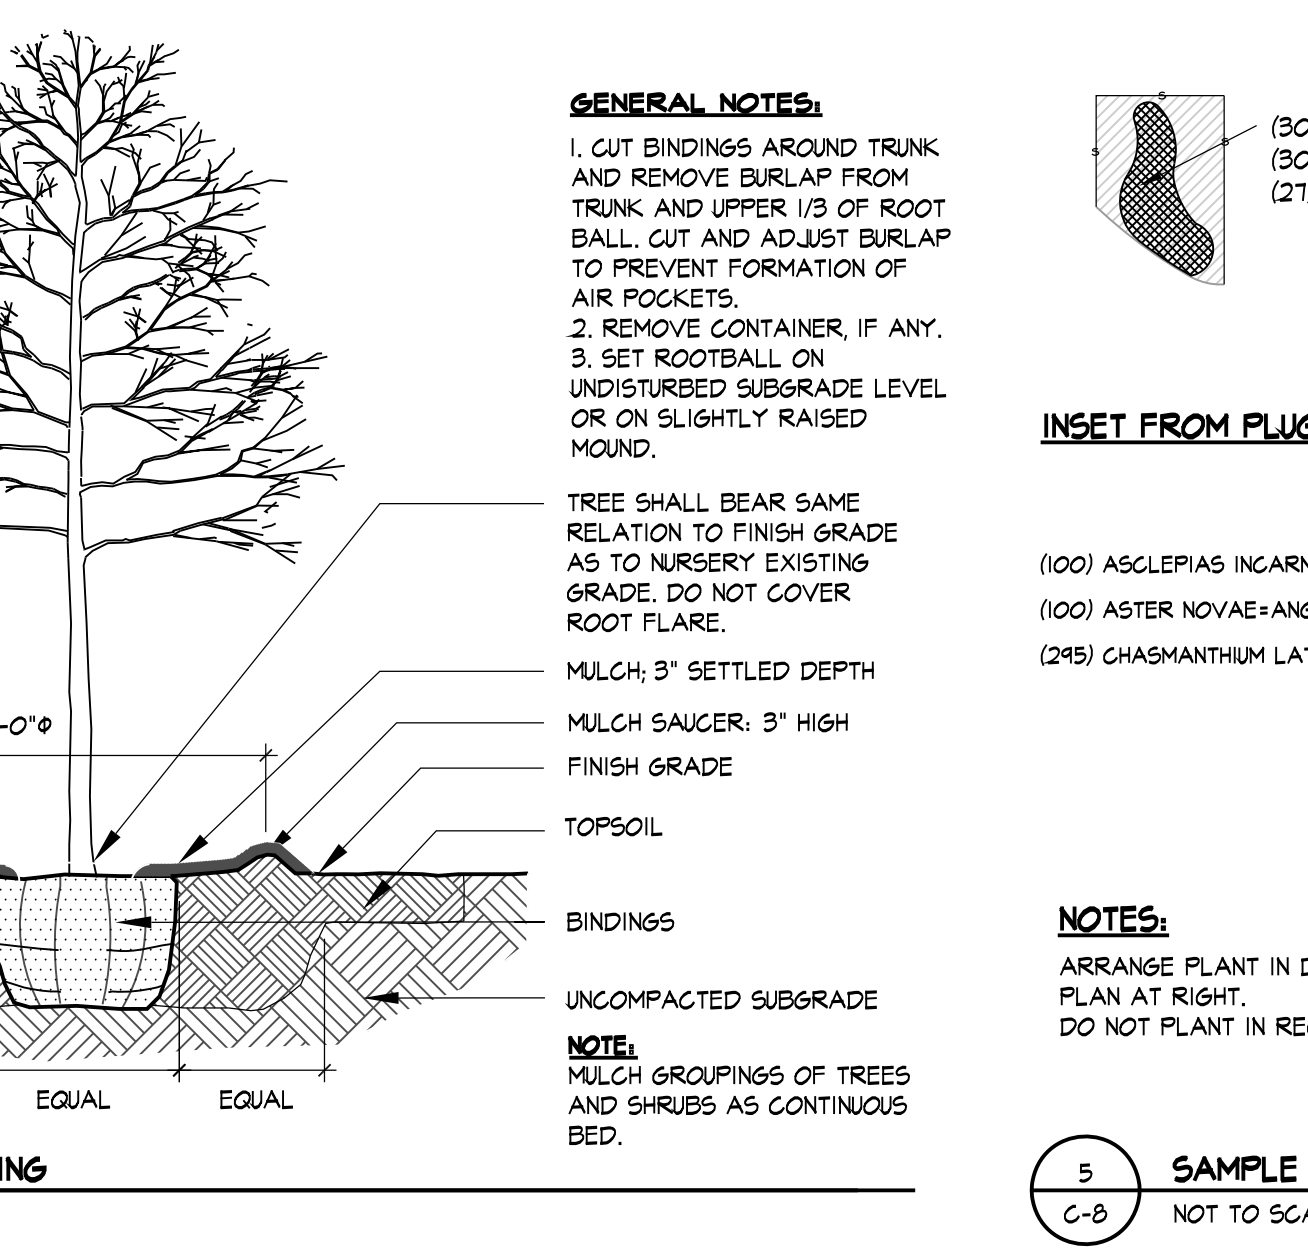 GENERAL NOTES:
1. CUT BINDINGS AROUND TRUNK
AND REMOVE BURLAP FROM
TRUNK AND UPPER 1/3 OF ROOT
BALL. CUT AND ADJUST BURLAP
TO PREVENT FORMATION OF
AIR POCKETS.
2. REMOVE CONTAINER, IF ANY.
3. SET ROOTBALL ON
UNDISTURBED SUBGRADE LEVEL
OR ON SLIGHTLY RAISED
MOUND.
TREE SHALL BEAR SAME
RELATION TO FINISH GRADE
AS TO NURSERY EXISTING
GRADE. DO NOT COVER
ROOT FLARE.
MULCH; 3" SETTLED DEPTH
MULCH SAUCER: 3" HIGH
FINISH GRADE
TOPSOIL
BINDINGS
UNCOMPACTED SUBGRADE
NOTE:
MULCH GROUPINGS OF TREES
AND SHRUBS AS CONTINUOUS
BED.
-0"Φ
EQUAL
EQUAL
ING
S
S
S
(30
(30
(27
INSET FROM PLUG
(100) ASCLEPIAS INCARN
(100) ASTER NOVAE=ANG
(295) CHASMANTHIUM LAT
NOTES:
ARRANGE PLANT IN D
PLAN AT RIGHT.
DO NOT PLANT IN REC
5
C-8
SAMPLE
NOT TO SCA